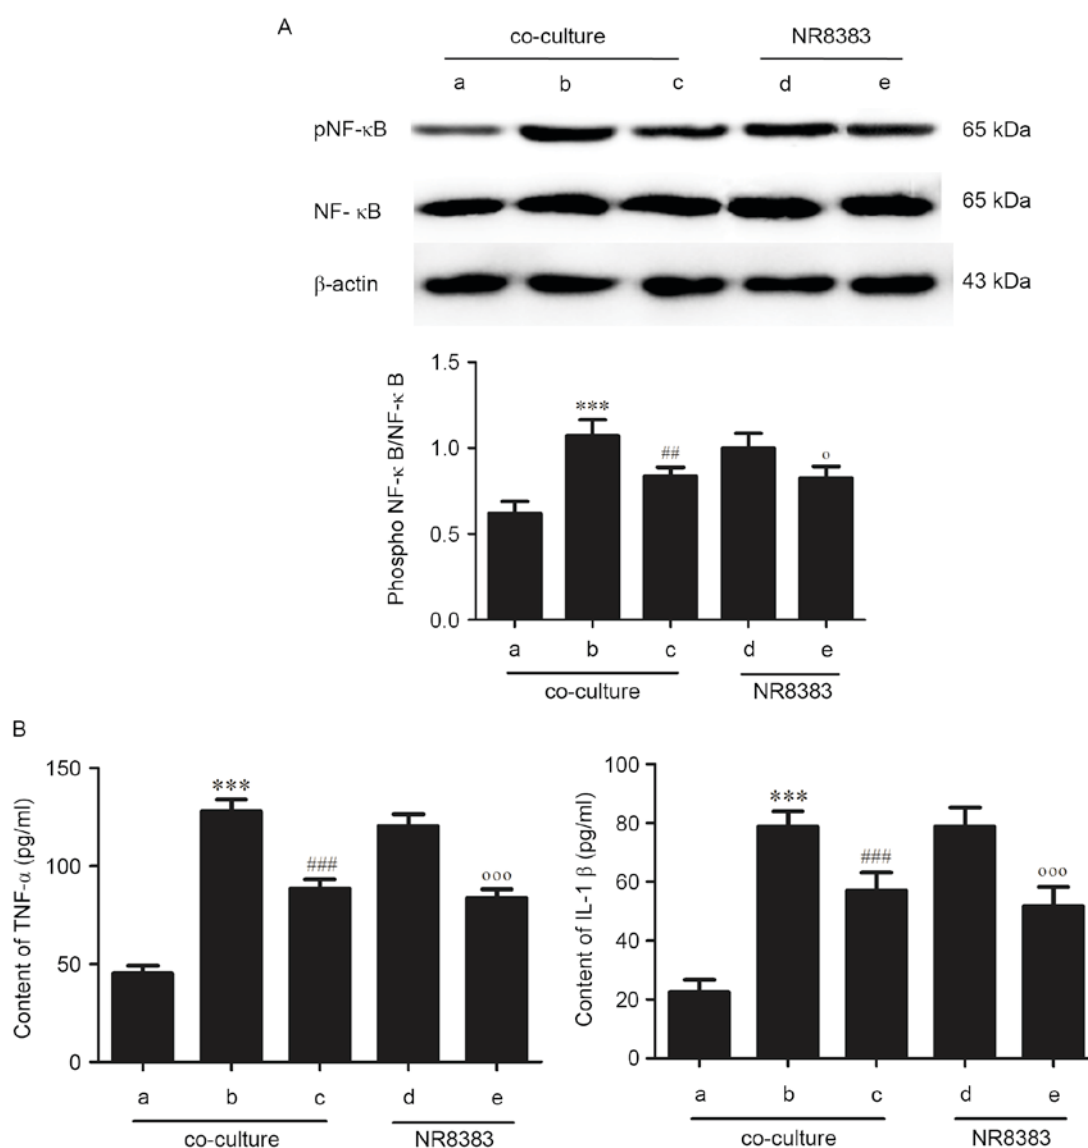 A
co-culture NR8383
a b c d e
pNF-κB 65 kDa
NF- κB 65 kDa
β-actin 43 kDa
Phospho NF-κ B/NF-κ B
1.5
1.0
0.5
0.0
*** ## o
a b c d e
co-culture NR8383
B
Content of TNF-α (pg/ml)
150
100
50
0
*** ### ooo
a b c d e
co-culture NR8383
Content of IL-1 β (pg/ml)
100
80
60
40
20
0
*** ### ooo
a b c d e
co-culture NR8383